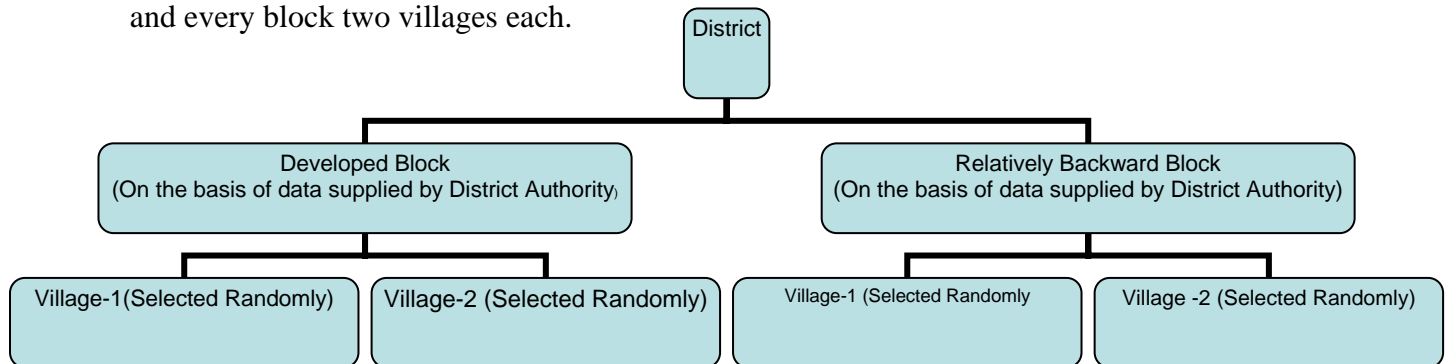 and every block two villages each.
District
Developed Block
(On the basis of data supplied by District Authority)
Relatively Backward Block
(On the basis of data supplied by District Authority)
Village-1(Selected Randomly)
Village-2 (Selected Randomly)
Village-1 (Selected Randomly
Village -2 (Selected Randomly)